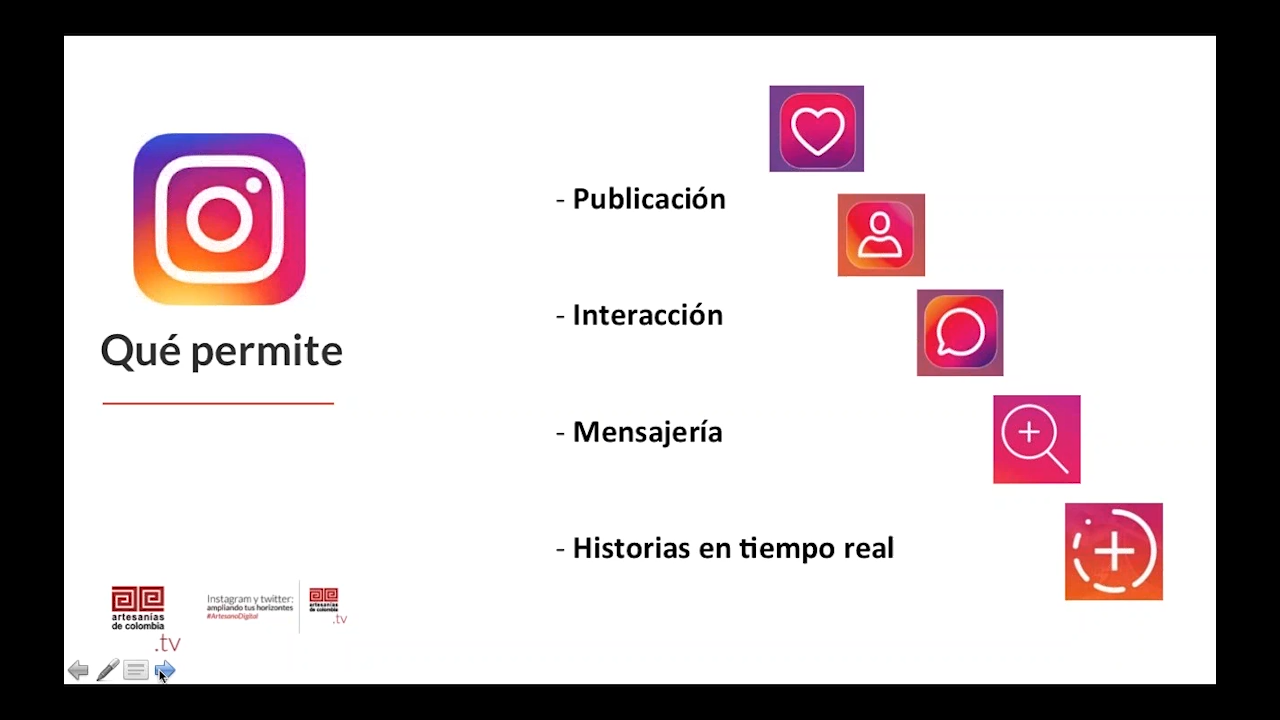 Qué permite
- Publicación
- Interacción
- Mensajería
- Historias en tiempo real
artesanías
de colombia
.tv
Instagram y twitter:
ampliando tus horizontes
#ArtesanoDigital
artesanías
de colombia
.tv